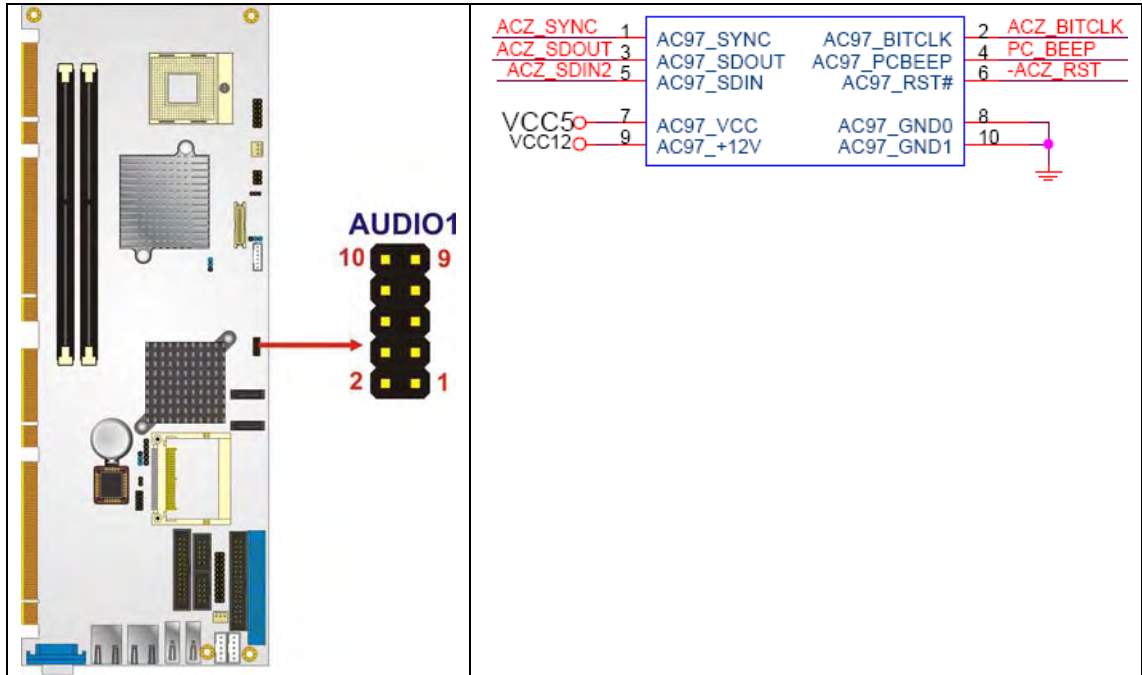 AUDIO1
10 9
2 1
ACZ_SYNC 1 AC97_SYNC AC97_BITCLK 2 ACZ_BITCLK
ACZ_SDOUT 3 AC97_SDOUT AC97_PCBEEP 4 PC_BEEP
ACZ_SDIN2 5 AC97_SDIN AC97_RST# 6 -ACZ_RST
VCC5 7 AC97_VCC AC97_GND0 8
VCC12 9 AC97_+12V AC97_GND1 10